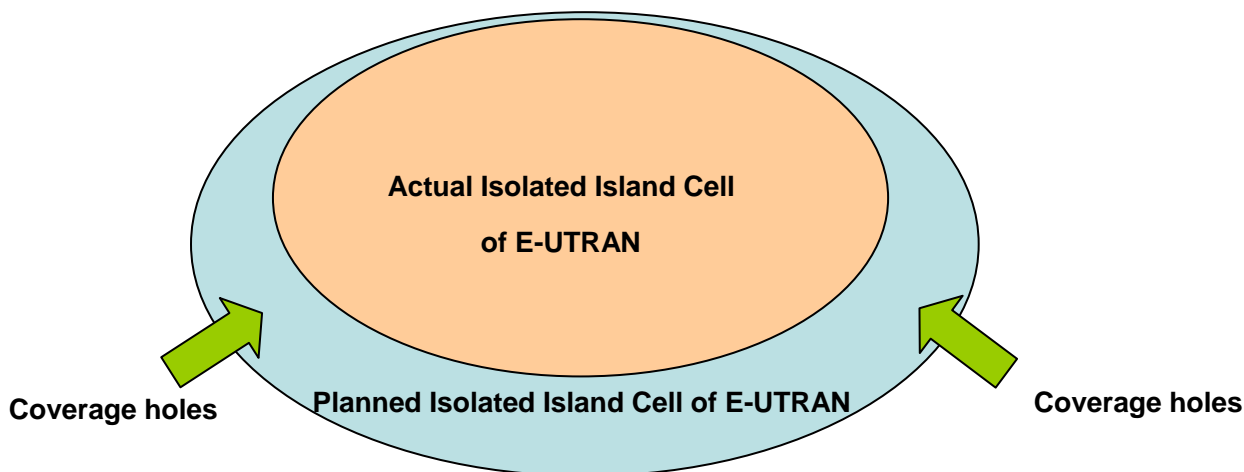 Actual Isolated Island Cell
of E-UTRAN
Coverage holes
Planned Isolated Island Cell of E-UTRAN
Coverage holes